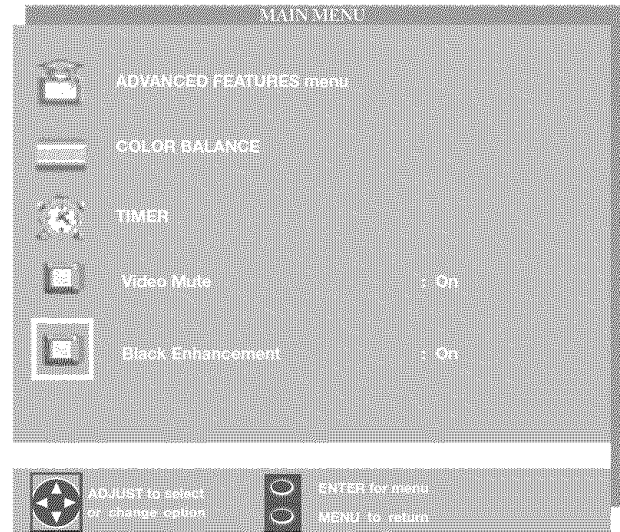 MAIN MENU
ADVANCED FEATURES menu
COLOR BALANCE
TIMER
Video Mute : On
Black Enhancement : On
ADJUST to select
or change option
ENTER for menu
MENU to return